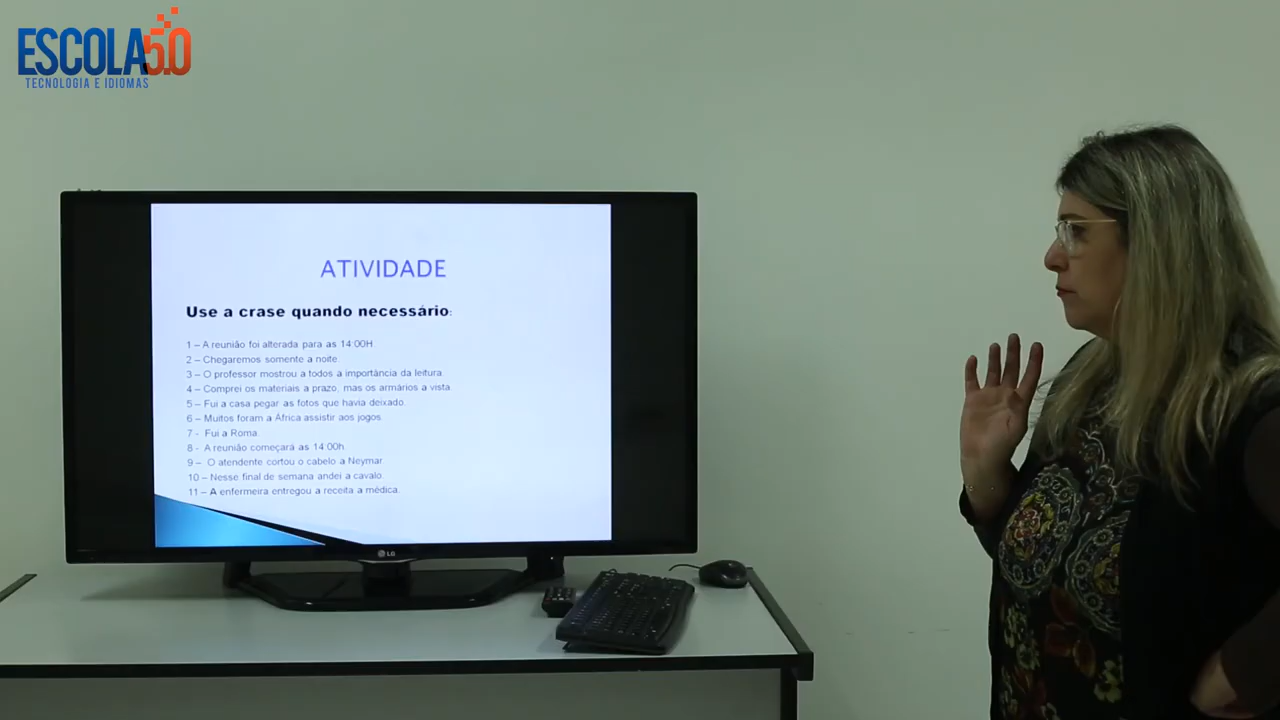 ESCOLA5.0
TECNOLOGIA E IDIOMAS
ATIVIDADE
Use a crase quando necessário:
1 – A reunião foi alterada para as 14:00H.
2 – Chegaremos somente a noite.
3 – O professor mostrou a todos a importância da leitura.
4 – Comprei os materiais a prazo, mas os armários a vista.
5 – Fui a casa pegar as fotos que havia deixado.
6 – Muitos foram a África assistir aos jogos.
7 - Fui a Roma.
8 - A reunião começará as 14:00h.
9 – O atendente cortou o cabelo a Neymar.
10 – Nesse final de semana andei a cavalo.
11 – A enfermeira entregou a receita a médica.
LG